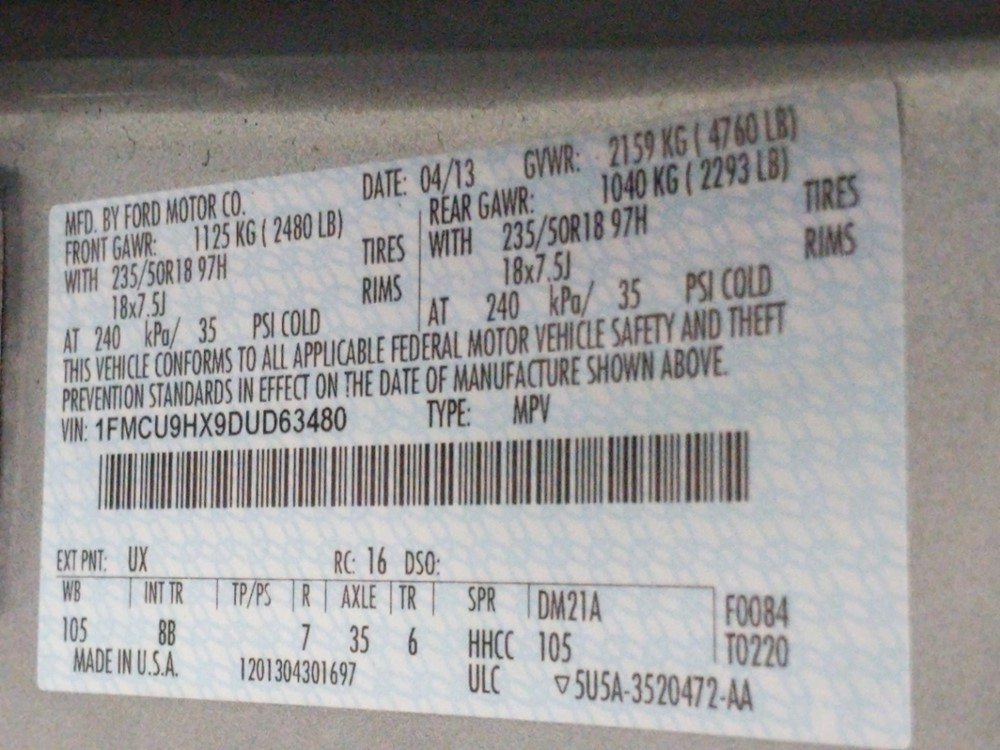 MFD. BY FORD MOTOR CO. DATE: 04/13 GVWR: 2159 KG ( 4760 LB)
FRONT GAWR: 1125 KG ( 2480 LB) REAR GAWR: 1040 KG ( 2293 LB)
WITH 235/50R18 97H TIRES WITH 235/50R18 97H TIRES
18x7.5J RIMS 18x7.5J RIMS
AT 240 kPa/ 35 PSI COLD AT 240 kPa/ 35 PSI COLD
THIS VEHICLE CONFORMS TO ALL APPLICABLE FEDERAL MOTOR VEHICLE SAFETY AND THEFT
PREVENTION STANDARDS IN EFFECT ON THE DATE OF MANUFACTURE SHOWN ABOVE.
VIN: 1FMCU9HX9DUD63480 TYPE: MPV
EXT PNT: UX RC: 16 DSO:
WB INT TR TP/PS R AXLE TR SPR DM21A F0084
105 8B 7 35 6 HHCC 105 T0220
MADE IN U.S.A. 1201304301697 ULC ▽5U5A-3520472-AA